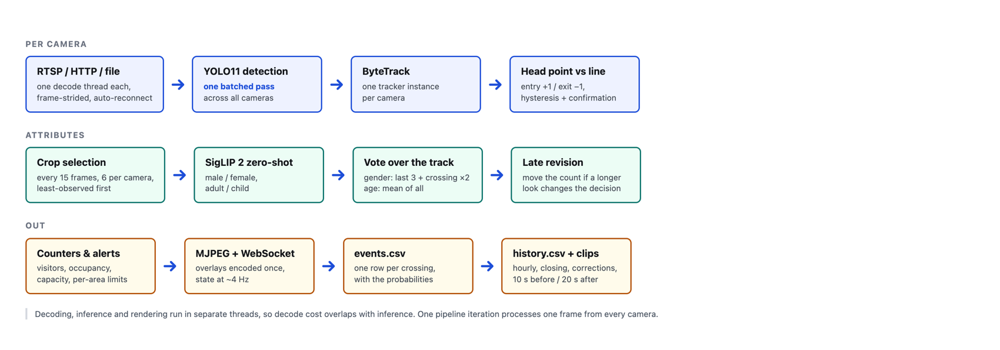 PER CAMERA
RTSP / HTTP / file
one decode thread each,
frame-strided, auto-reconnect
YOLO11 detection
one batched pass
across all cameras
ByteTrack
one tracker instance
per camera
Head point vs line
entry +1 / exit −1,
hysteresis + confirmation
ATTRIBUTES
Crop selection
every 15 frames, 6 per camera,
least-observed first
SigLIP 2 zero-shot
male / female,
adult / child
Vote over the track
gender: last 3 + crossing ×2
age: mean of all
Late revision
move the count if a longer
look changes the decision
OUT
Counters & alerts
visitors, occupancy,
capacity, per-area limits
MJPEG + WebSocket
overlays encoded once,
state at ~4 Hz
events.csv
one row per crossing,
with the probabilities
history.csv + clips
hourly, closing, corrections,
10 s before / 20 s after
Decoding, inference and rendering run in separate threads, so decode cost overlaps with inference. One pipeline iteration processes one frame from every camera.